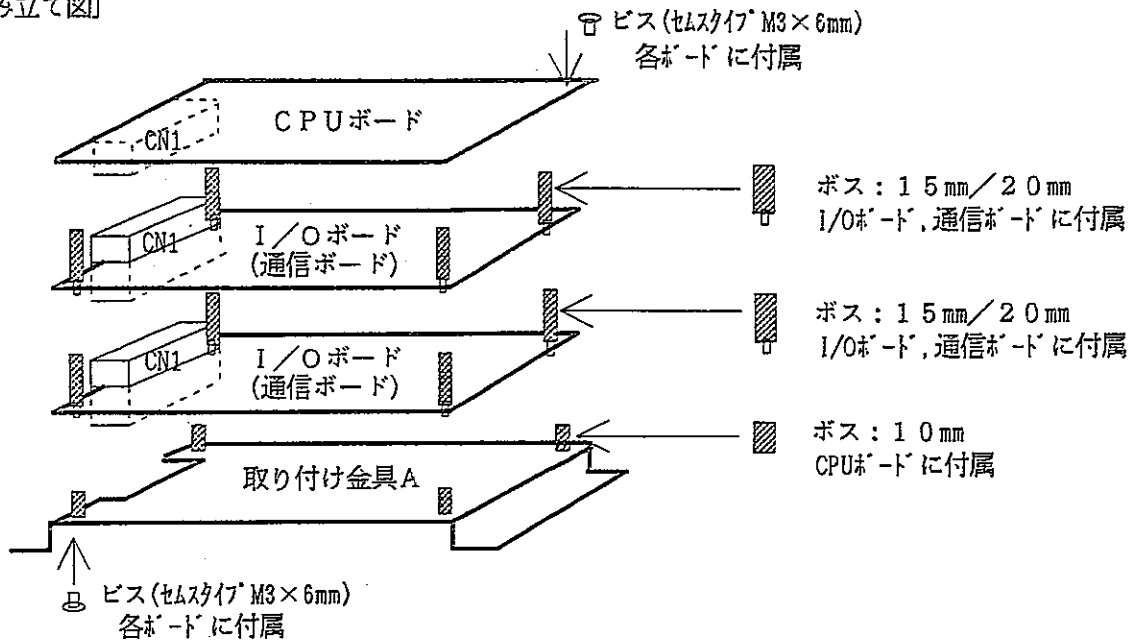 み立て図]
ビス(セムスタイプ M3×6mm)
各ボードに付属
CPUボード
CN1
ボス：15mm／20mm
I/Oボード,通信ボードに付属
I／Oボード
(通信ボード)
CN1
ボス：15mm／20mm
I/Oボード,通信ボードに付属
I／Oボード
(通信ボード)
CN1
ボス：10mm
CPUボードに付属
取り付け金具A
ビス(セムスタイプ M3×6mm)
各ボードに付属